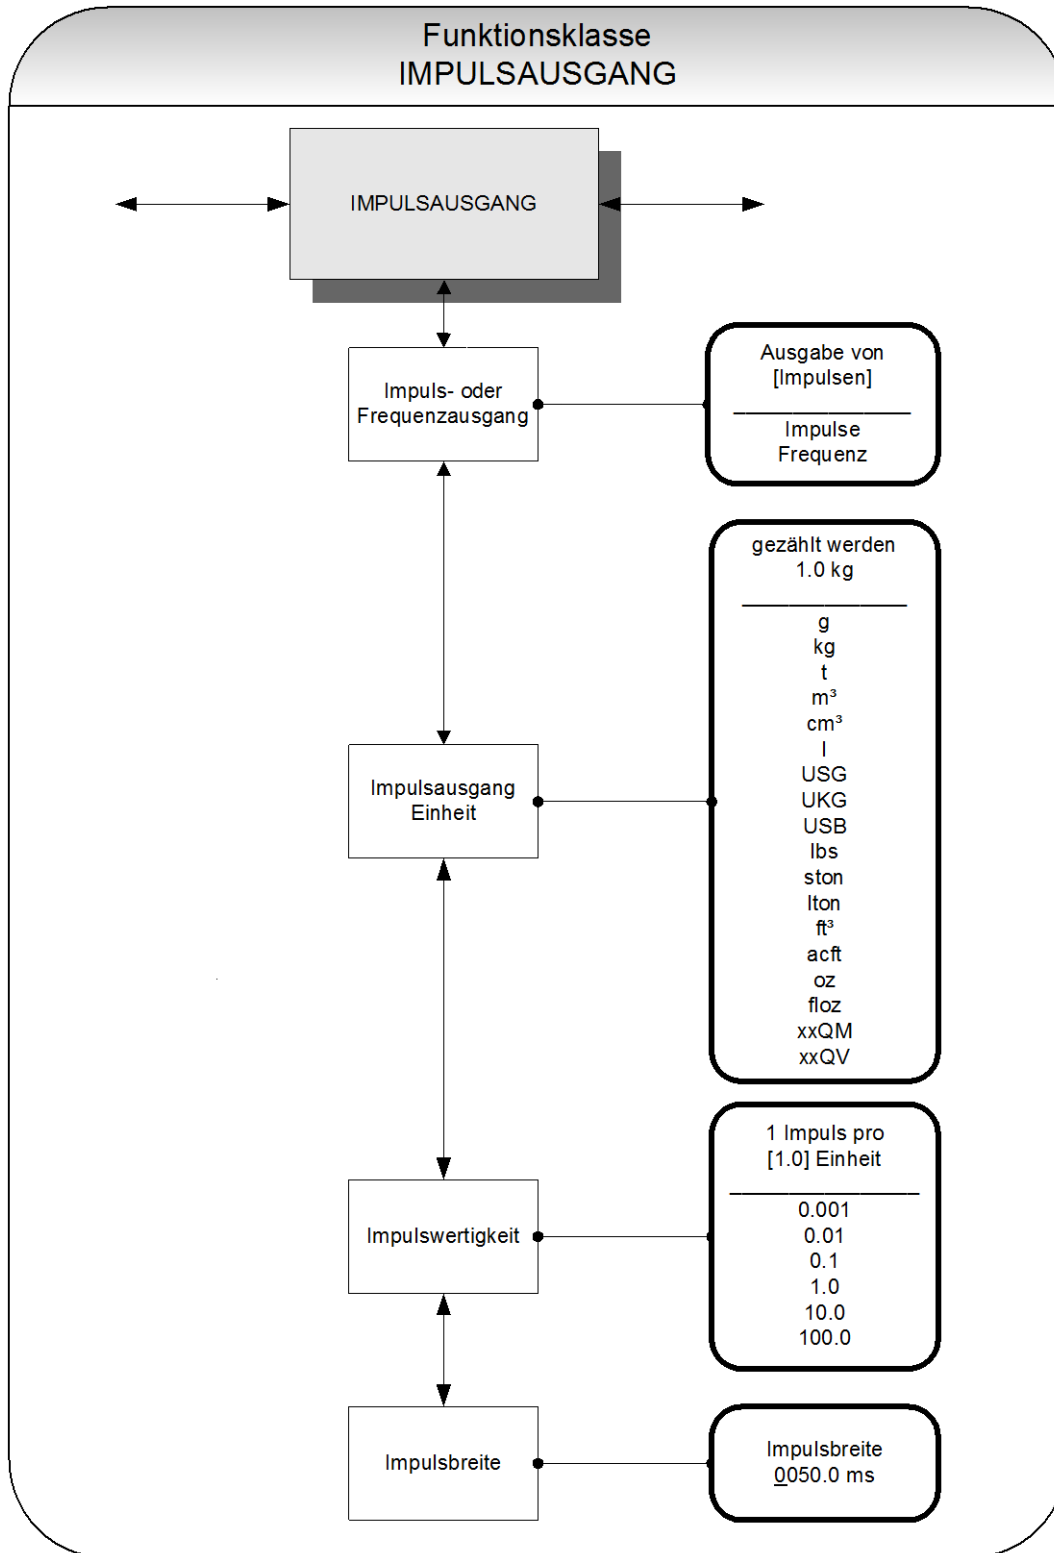 Funktionsklasse
IMPULSAUSGANG
IMPULSAUSGANG
Impuls- oder
Frequenzausgang
Ausgabe von
[Impulsen]
Impulse
Frequenz
Impulsausgang
Einheit
gezählt werden
1.0 kg
g
kg
t
m³
cm³
l
USG
UKG
USB
lbs
ston
lton
ft³
acft
oz
floz
xxQM
xxQV
Impulswertigkeit
1 Impuls pro
[1.0] Einheit
0.001
0.01
0.1
1.0
10.0
100.0
Impulsbreite
Impulsbreite
0050.0 ms